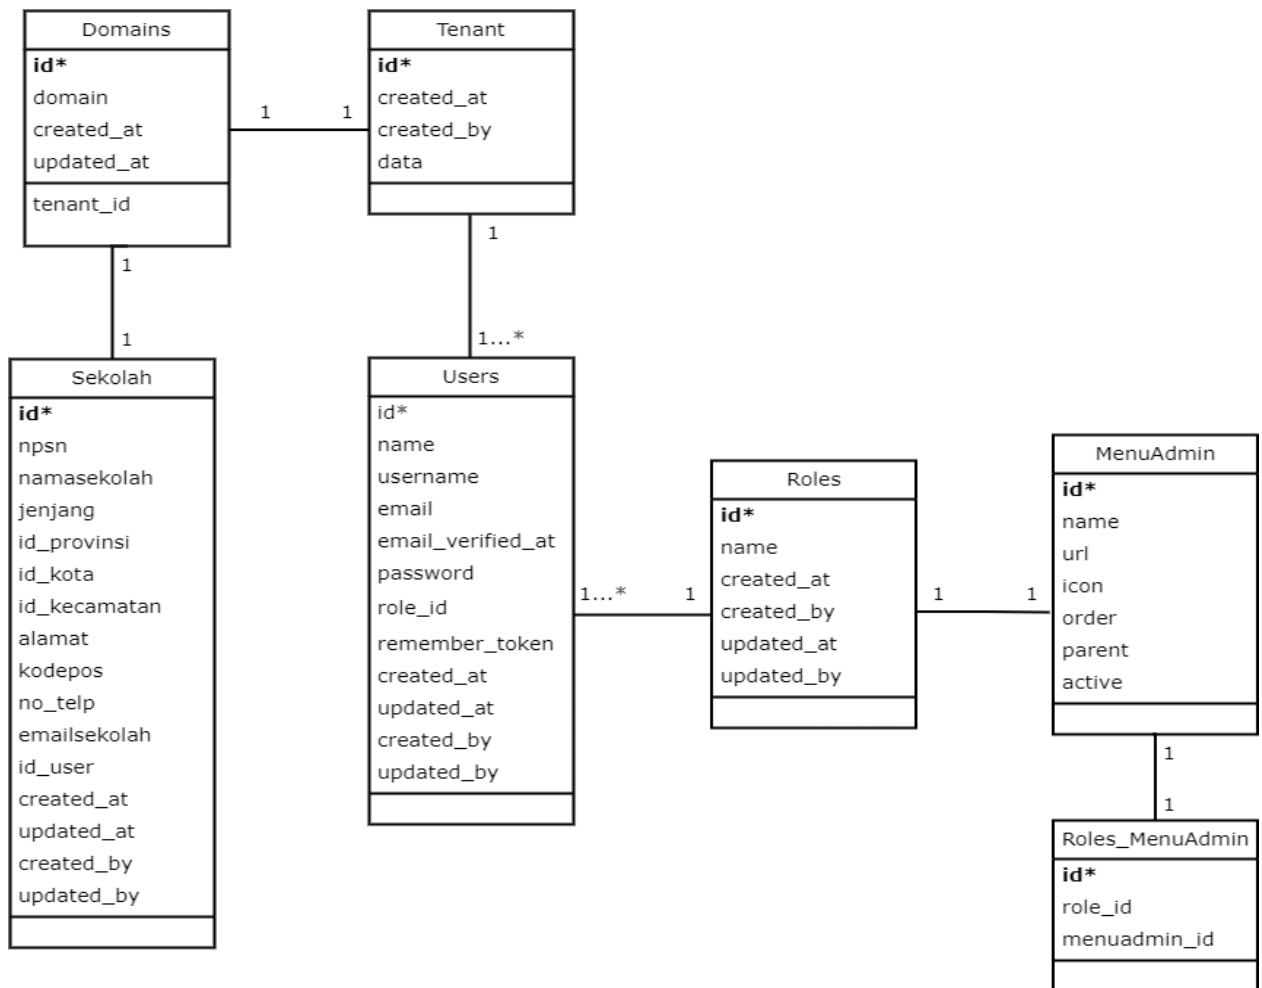 Domains
id*
domain
created_at
updated_at
tenant_id
1
1
Tenant
id*
created_at
created_by
data
1
1
Sekolah
id*
npsn
namasekolah
jenjang
id_provinsi
id_kota
id_kecamatan
alamat
kodepos
no_telp
emailsekolah
id_user
created_at
updated_at
created_by
updated_by
1
1...*
Users
id*
name
username
email
email_verified_at
password
role_id
remember_token
created_at
updated_at
created_by
updated_by
1...*
1
Roles
id*
name
created_at
created_by
updated_at
updated_by
1
1
MenuAdmin
id*
name
url
icon
order
parent
active
1
1
Roles_MenuAdmin
id*
role_id
menuadmin_id